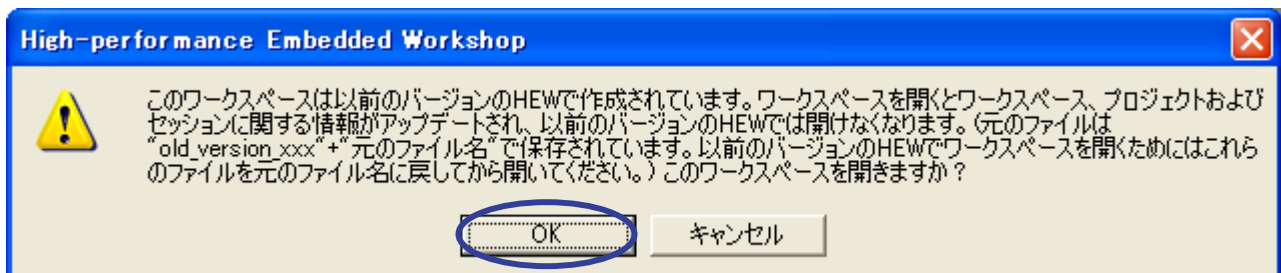 High-performance Embedded Workshop
このワークスペースは以前のバージョンのHEWで作成されています。ワークスペースを開くとワークスペース、プロジェクトおよび
セッションに関する情報がアップデートされ、以前のバージョンのHEWでは開けなくなります。（元のファイルは
"old_version_xxx"+"元のファイル名"で保存されています。以前のバージョンのHEWでワークスペースを開くためにはこれら
のファイルを元のファイル名に戻してから開いてください。）このワークスペースを開きますか？
OK
キャンセル